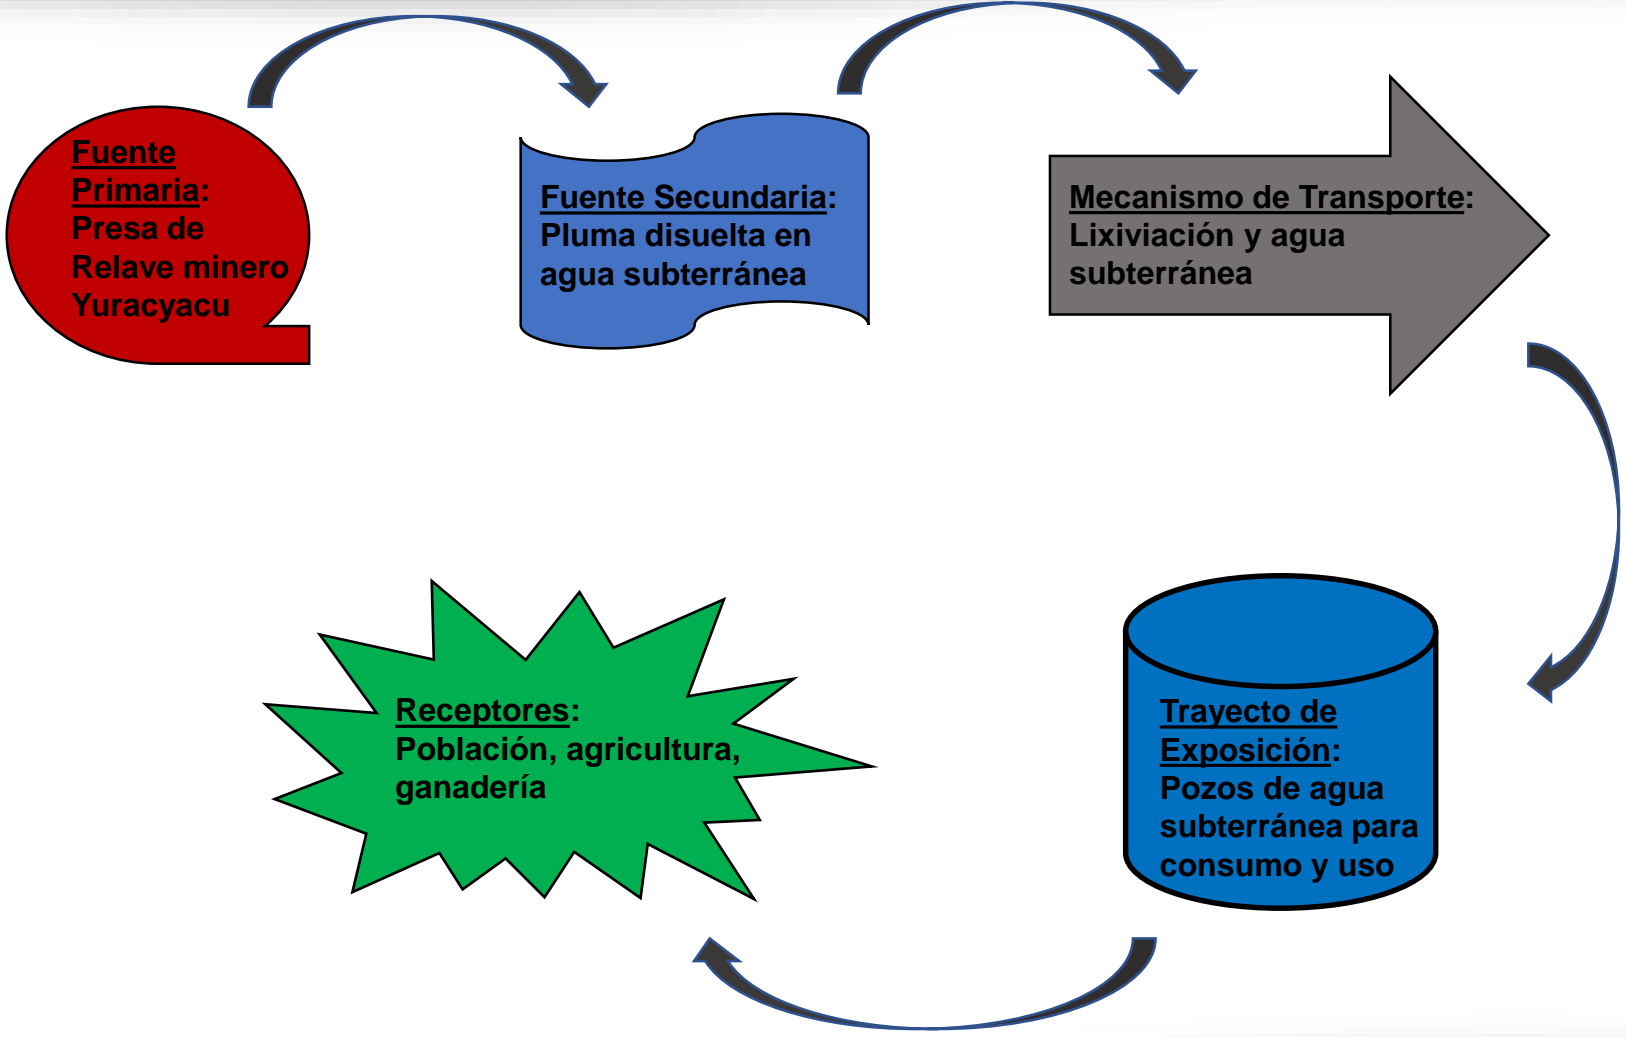 Fuente
Primaria:
Presa de
Relave minero
Yuracyacu
Fuente Secundaria:
Pluma disuelta en
agua subterránea
Mecanismo de Transporte:
Lixiviación y agua
subterránea
Trayecto de
Exposición:
Pozos de agua
subterránea para
consumo y uso
Receptores:
Población, agricultura,
ganadería